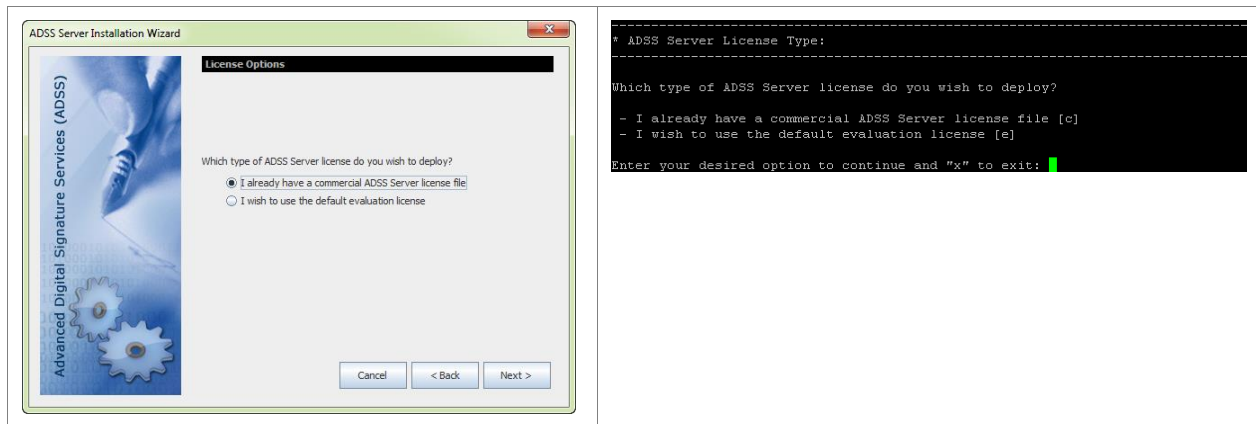 ADSS Server Installation Wizard
Advanced Digital Signature Services (ADSS)
License Options
Which type of ADSS Server license do you wish to deploy?
I already have a commercial ADSS Server license file
I wish to use the default evaluation license
Cancel
< Back
Next >
* ADSS Server License Type:
Which type of ADSS Server license do you wish to deploy?
- I already have a commercial ADSS Server license file [c]
- I wish to use the default evaluation license [e]
Enter your desired option to continue and "x" to exit: